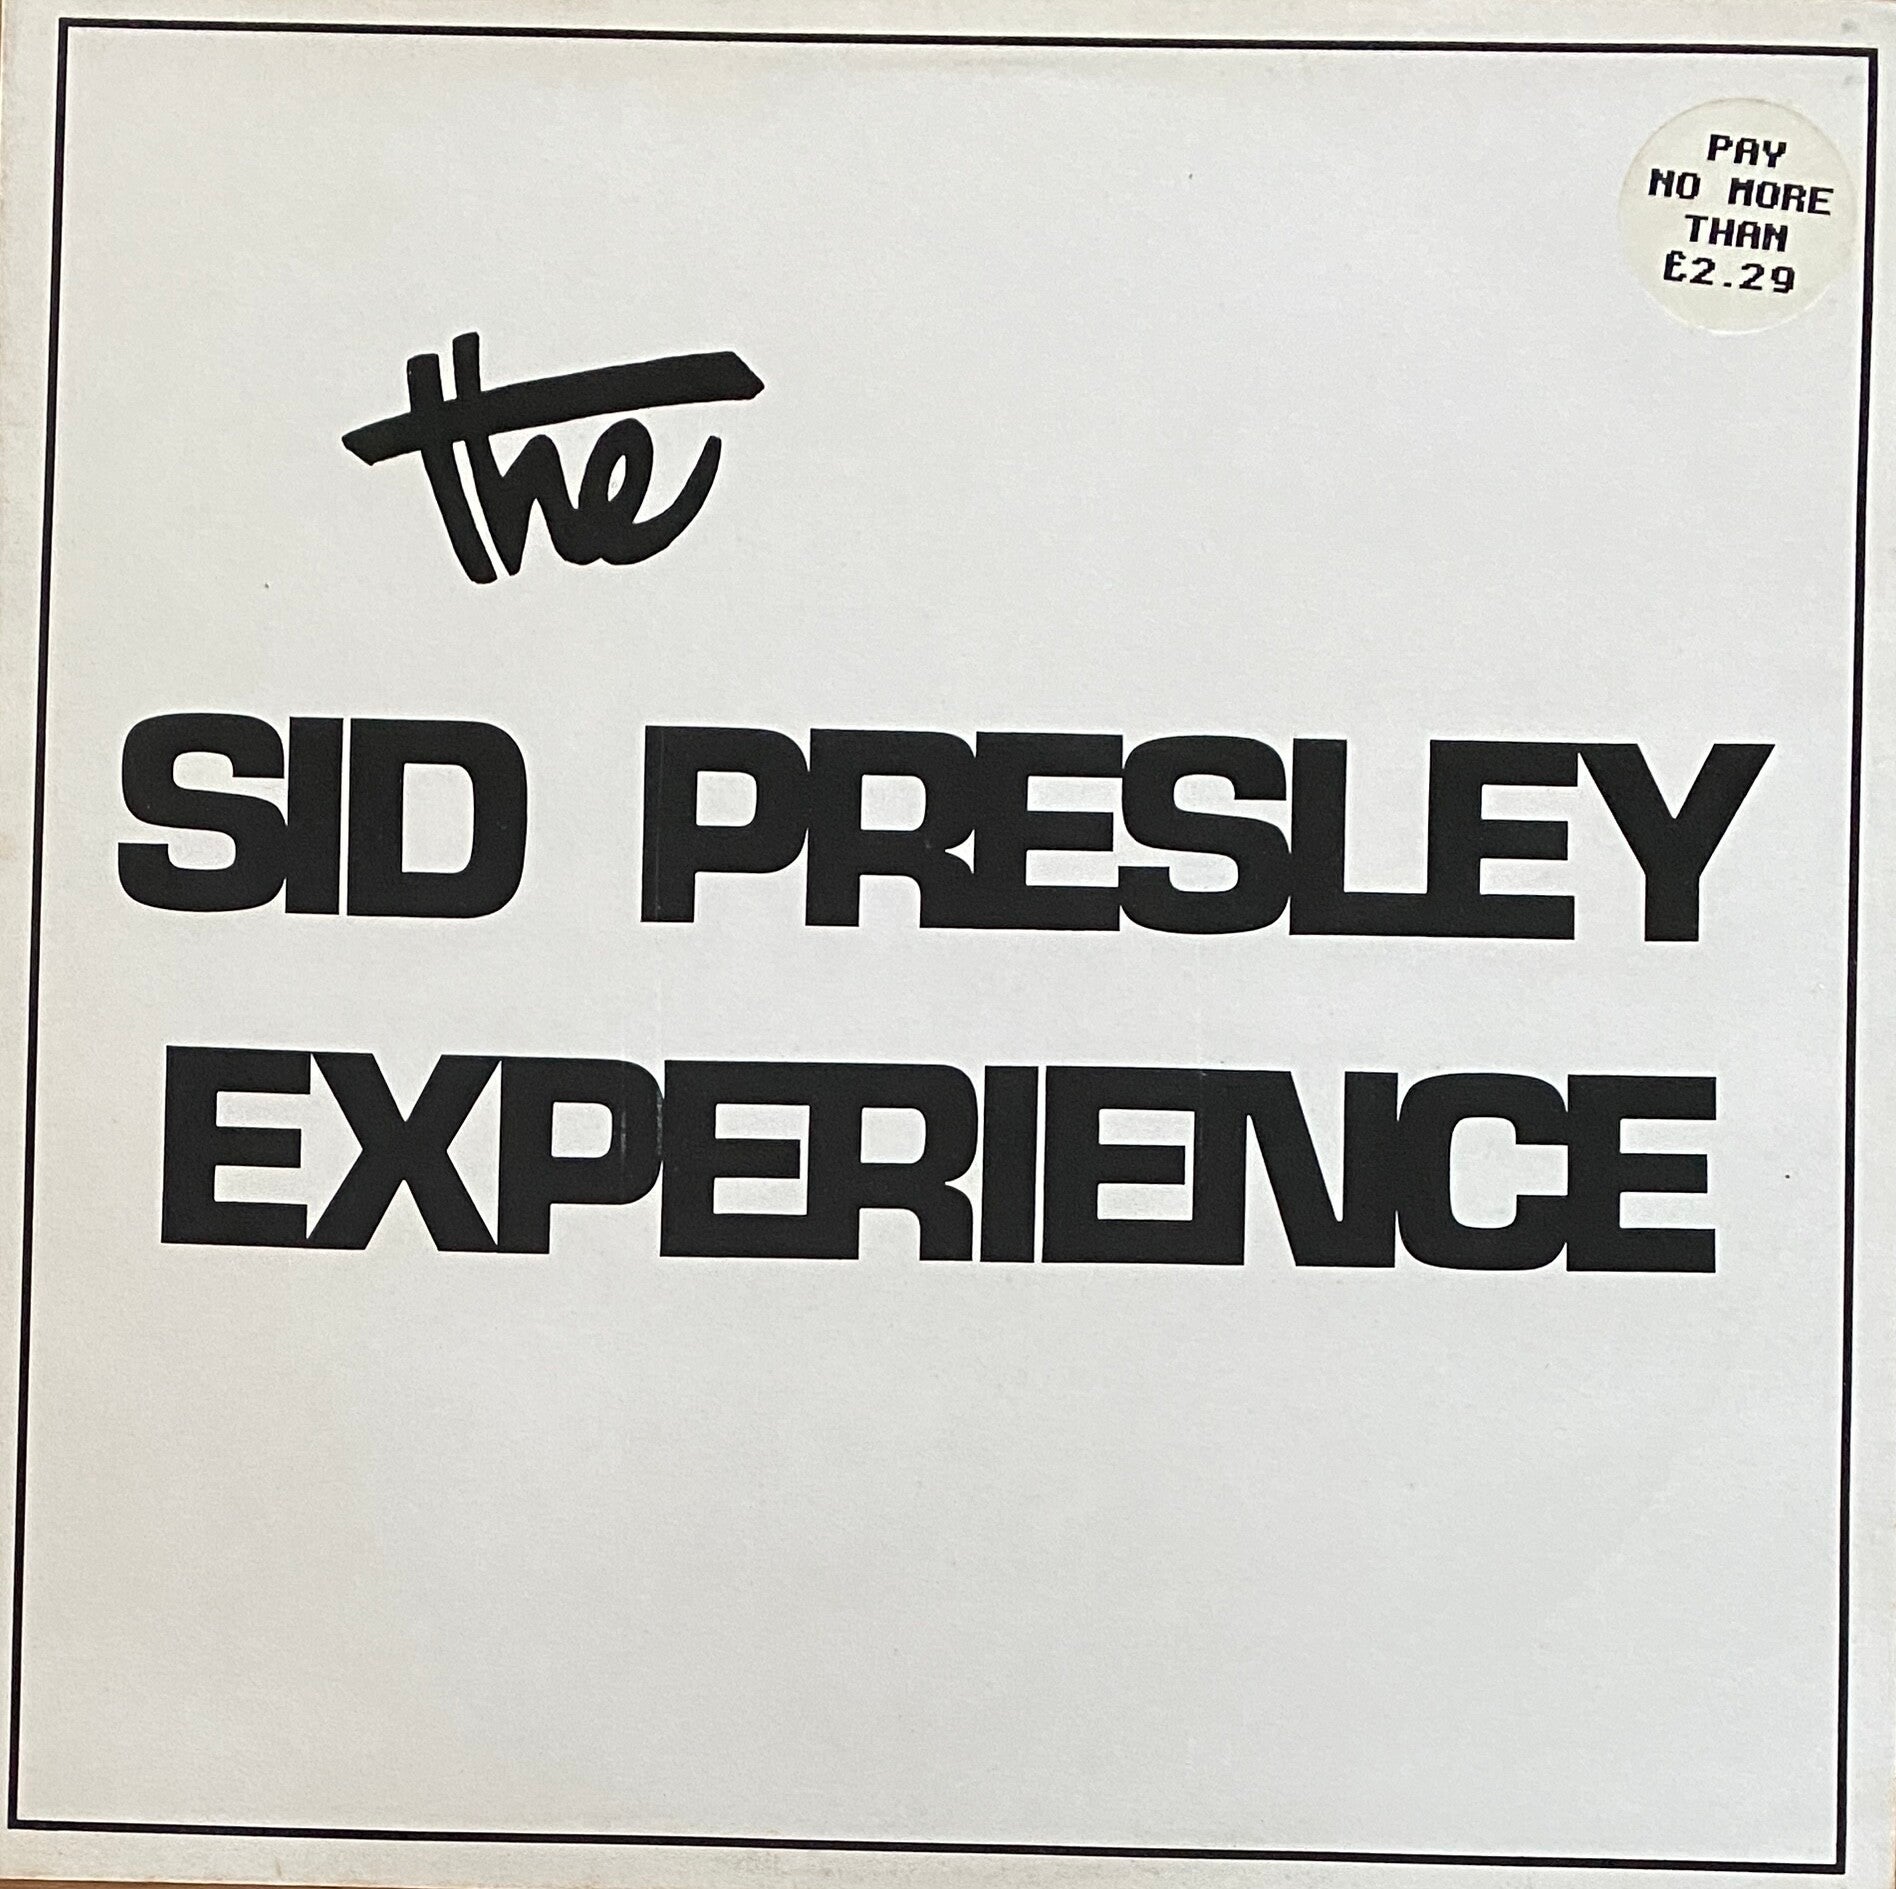 PAY
NO MORE
THAN
£2.29
the
SID PRESLEY
EXPERIENCE